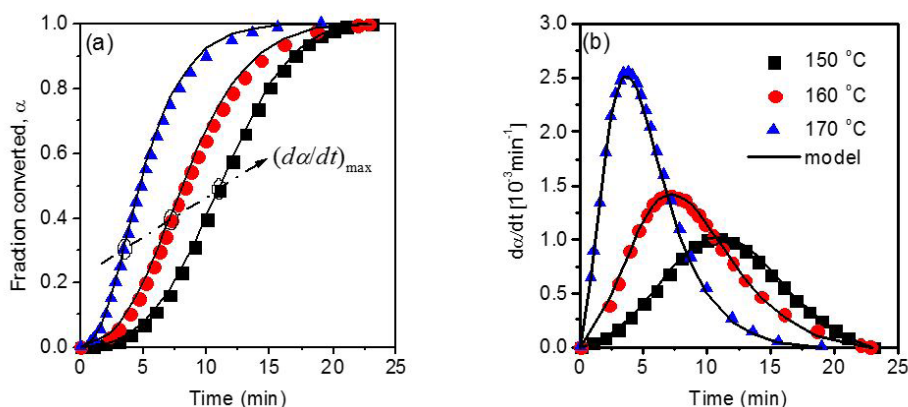 (a)
1.0
0.8
0.6
0.4
0.2
0.0
Fraction converted, α
(dα/dt)max
0 5 10 15 20 25
Time (min)
(b)
3.0
2.5
2.0
1.5
1.0
0.5
0.0
dα/dt [10⁻³min⁻¹]
150 °C
160 °C
170 °C
model
0 5 10 15 20 25
Time (min)